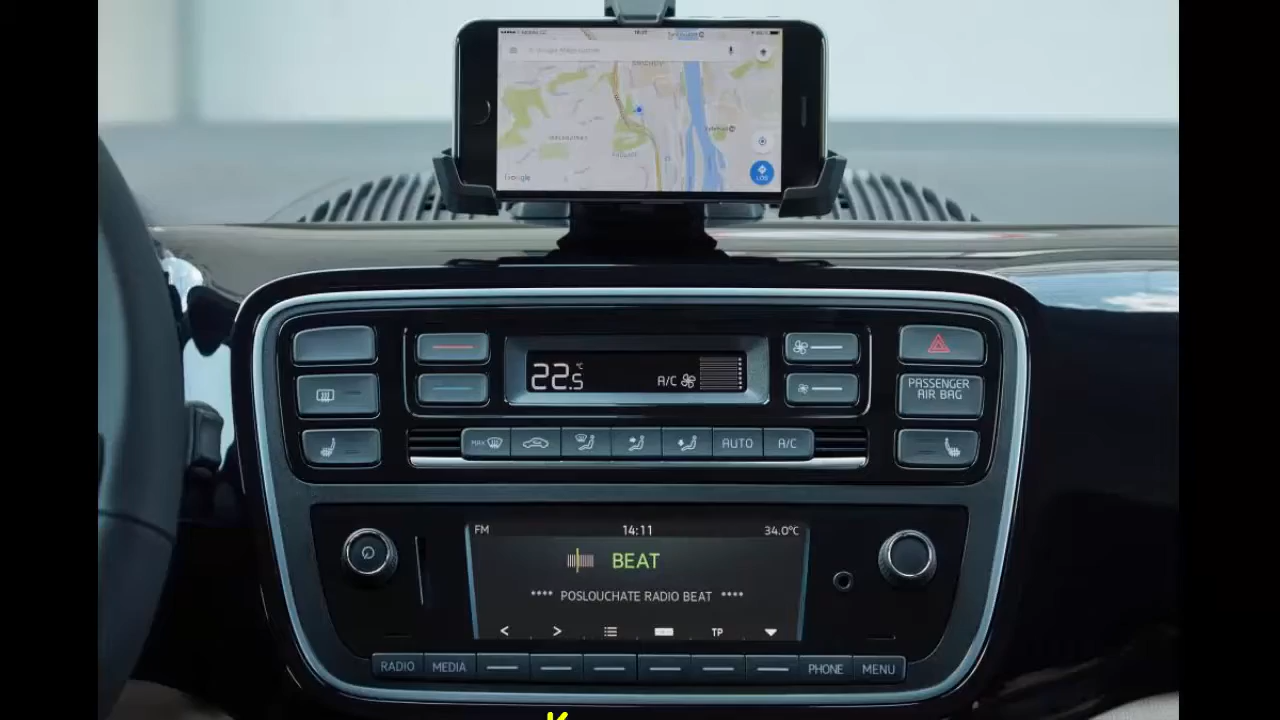 Google
22.5 °C
A/C
PASSENGER
AIR BAG
MAX
AUTO
A/C
FM
14:11
34.0°C
BEAT
**** POSLOUCHATE RADIO BEAT ****
< >
TP
RADIO
MEDIA
PHONE
MENU